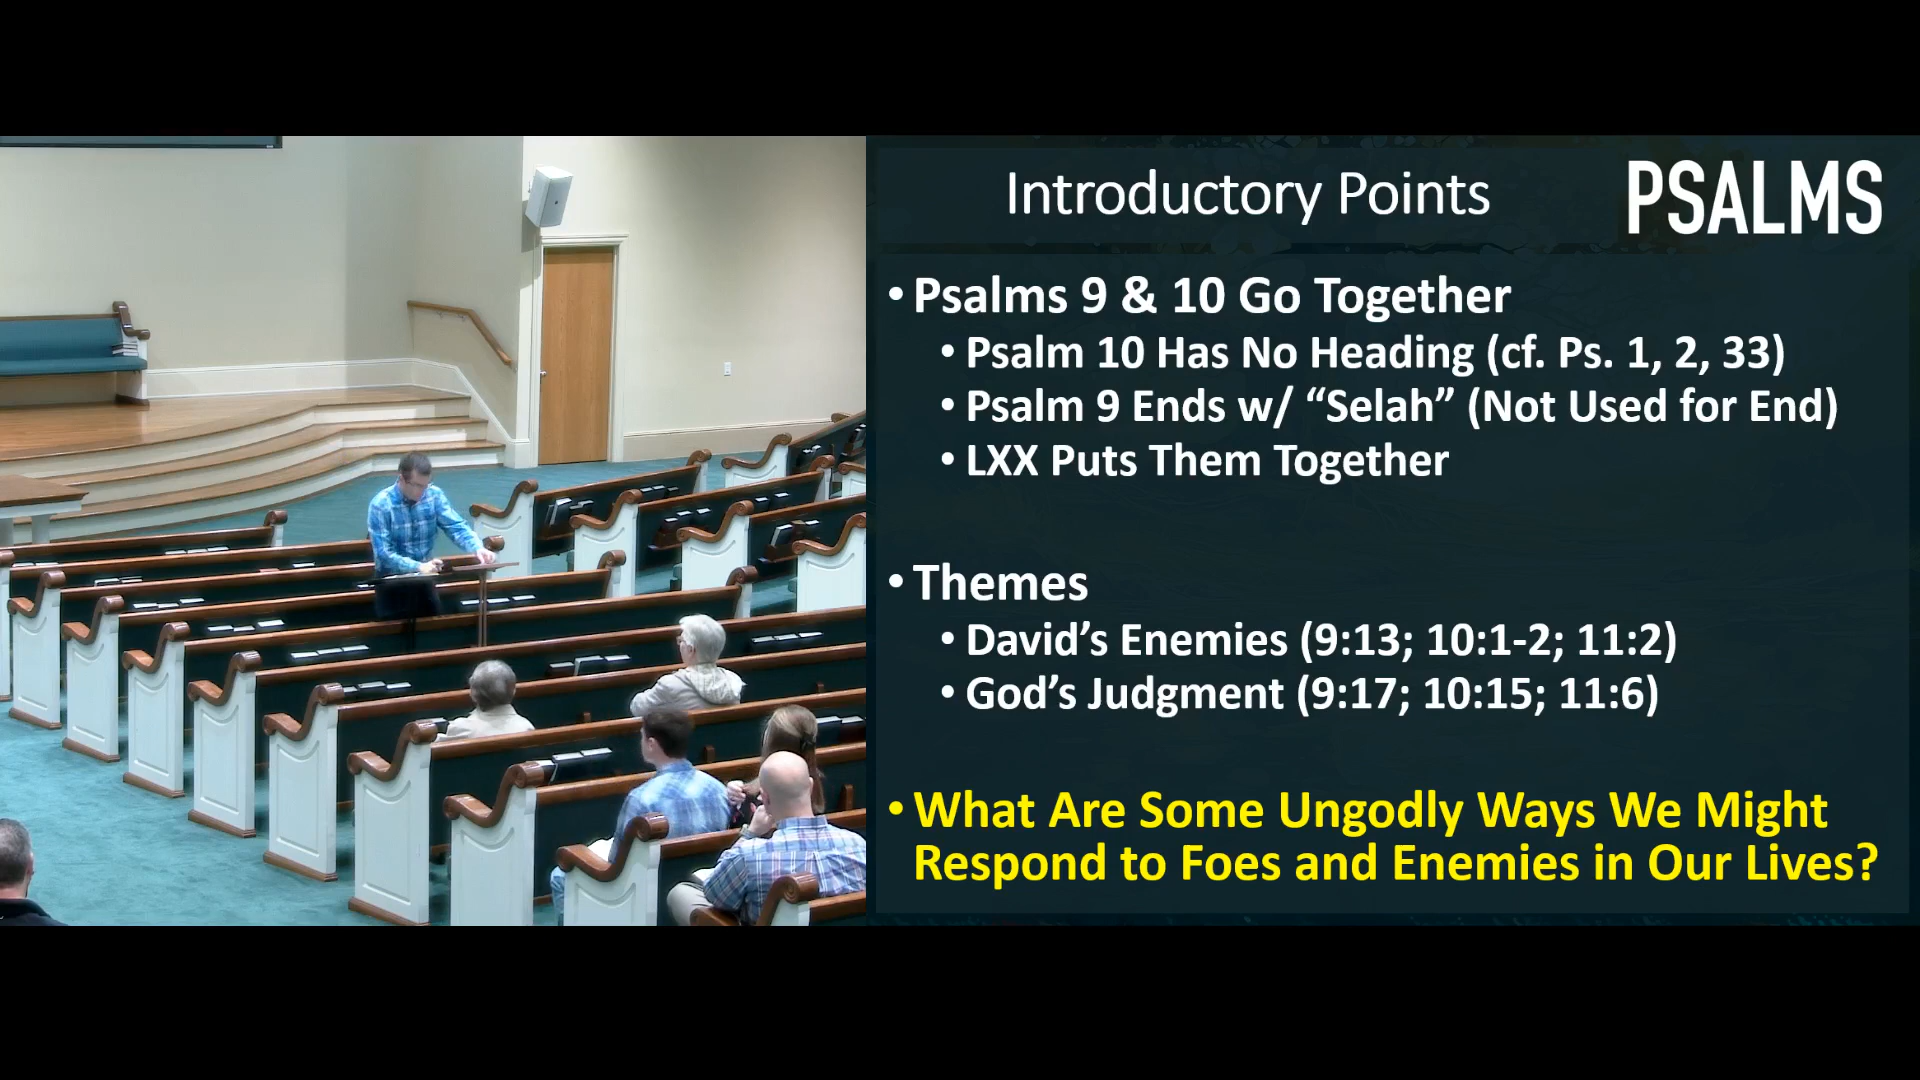 Introductory Points
PSALMS
• Psalms 9 & 10 Go Together
• Psalm 10 Has No Heading (cf. Ps. 1, 2, 33)
• Psalm 9 Ends w/ “Selah” (Not Used for End)
• LXX Puts Them Together
• Themes
• David’s Enemies (9:13; 10:1-2; 11:2)
• God’s Judgment (9:17; 10:15; 11:6)
• What Are Some Ungodly Ways We Might
Respond to Foes and Enemies in Our Lives?